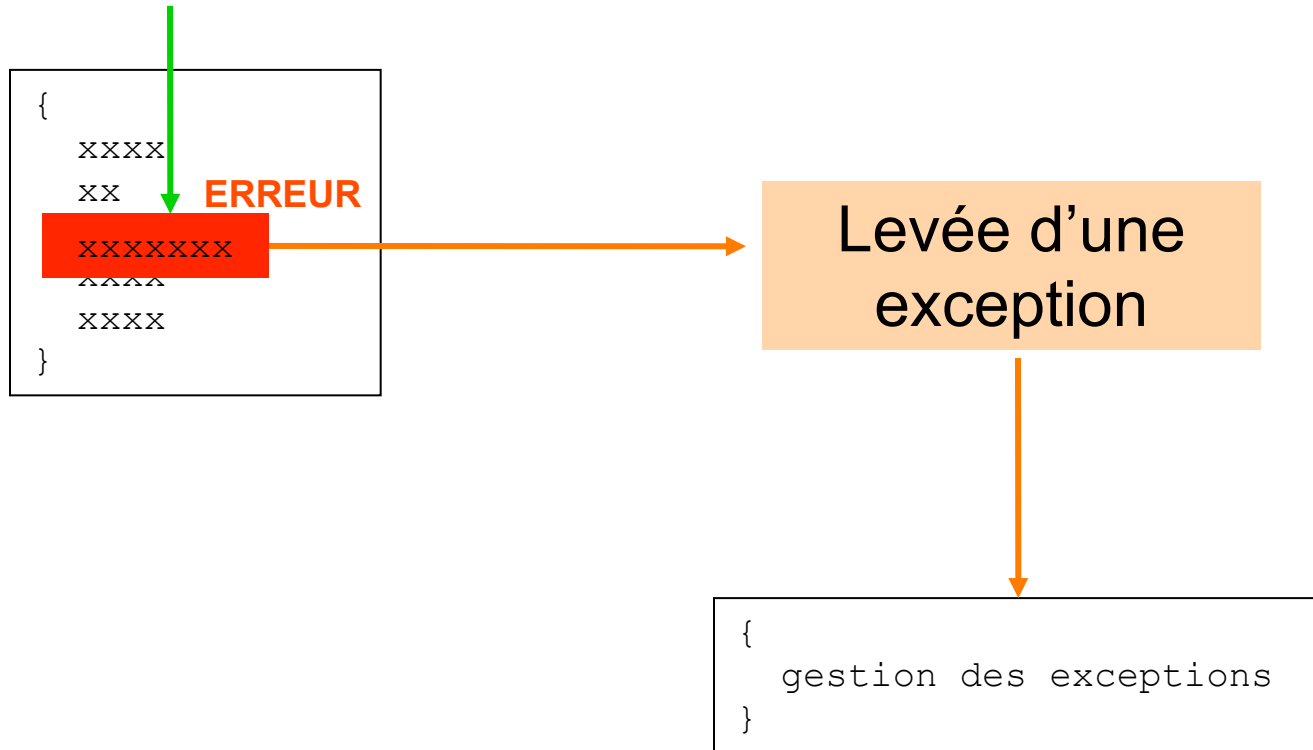 {
xxxx
xx
ERREUR
xxxxxxx
xxxx
xxxx
}
Levée d’une
exception
{
gestion des exceptions
}